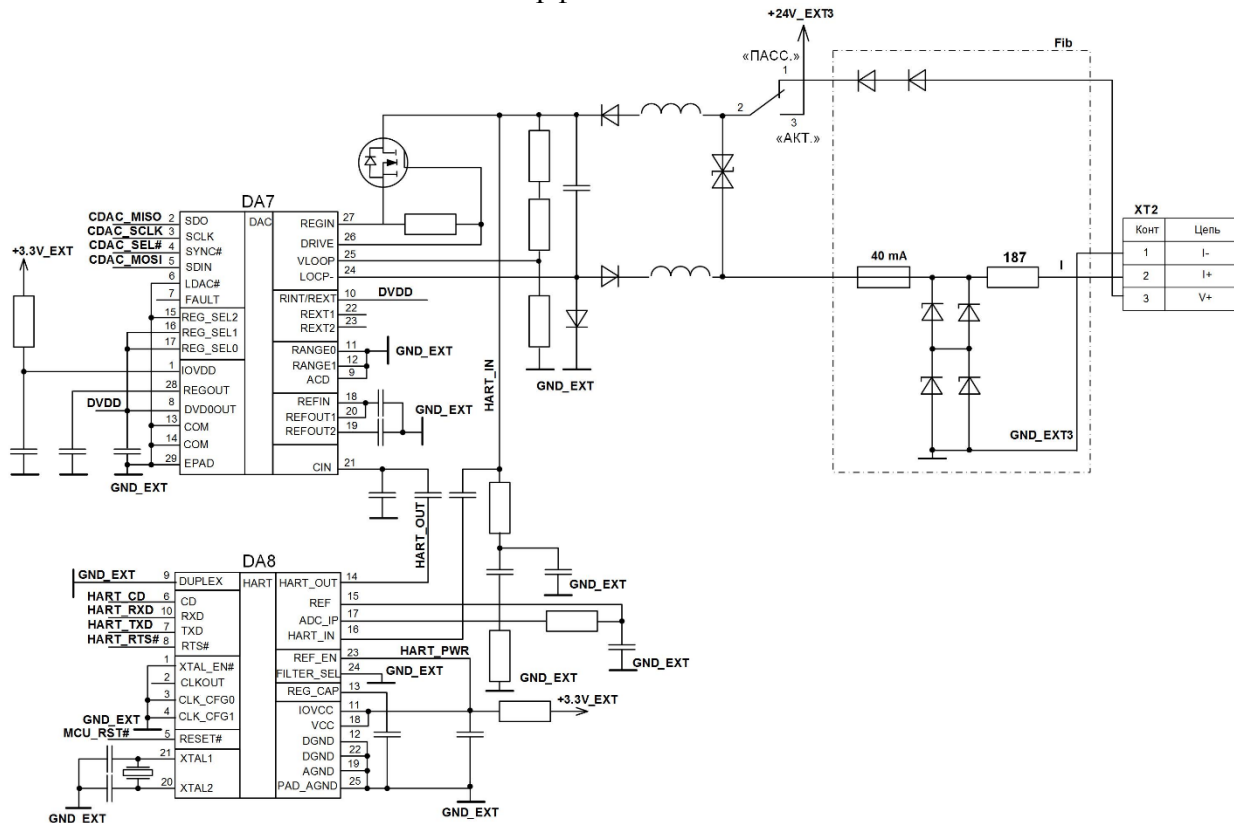 +24V_EXT3
Fib
«ПАСС.»
1
2
3
«АКТ.»
DA7
CDAC_MISO 2 SDO DAC REGIN 27
CDAC_SCLK 3 SCLK
CDAC_SEL# 4 SYNC# DRIVE 26
CDAC_MOSI 5 SDIN VLOOP 25
+3.3V_EXT
6 LDAC# LOCP- 24
7 FAULT RINT/REXT 10 DVDD
15 REG_SEL2 REXT1 22
16 REG_SEL1 REXT2 23
17 REG_SEL0 RANGE0 11
RANGE1 12 GND_EXT
1 IOVDD ACD 9
28 REGOUT REFIN 18
DVDD 8 DVD0OUT REFOUT1 20 GND_EXT
13 COM REFOUT2 19
14 COM
29 EPAD CIN 21
GND_EXT
HART_IN
GND_EXT
40 mA
187
I
GND_EXT3
XT2
Конт Цепь
1 I-
2 I+
3 V+
HART_OUT
DA8
GND_EXT 9 DUPLEX HART HART_OUT 14
HART_CD 6 CD REF 15
HART_RXD 10 RXD ADC_IP 17
HART_TXD 7 TXD HART_IN 16
HART_RTS# 8 RTS#
1 XTAL_EN# REF_EN 23 HART_PWR
2 CLKOUT FILTER_SEL 24 GND_EXT
3 CLK_CFG0 REG_CAP 13
4 CLK_CFG1 IOVCC 11 +3.3V_EXT
GND_EXT
MCU_RST# 5 RESET# VCC 18
DGND 12
21 XTAL1 DGND 22
AGND 19
20 XTAL2 PAD_AGND 25
GND_EXT
GND_EXT
GND_EXT
GND_EXT
GND_EXT